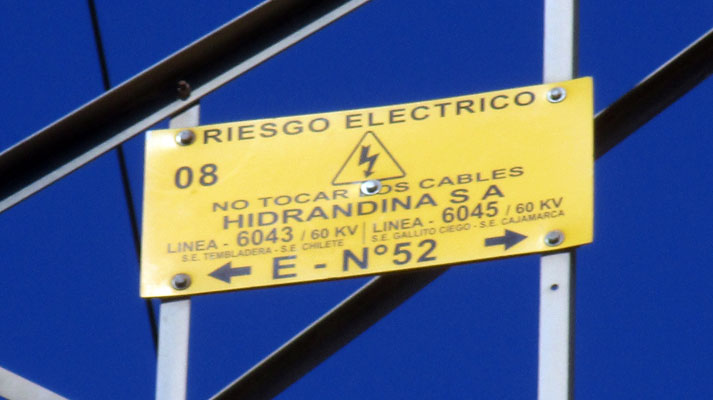 RIESGO ELECTRICO
08
NO TOCAR LOS CABLES
HIDRANDINA S A
LINEA - 6043 / 60 KV
S.E. TEMBLADERA - S.E CHILETE
LINEA - 6045 / 60 KV
S.E. GALLITO CIEGO - S.E. CAJAMARCA
E - N°52